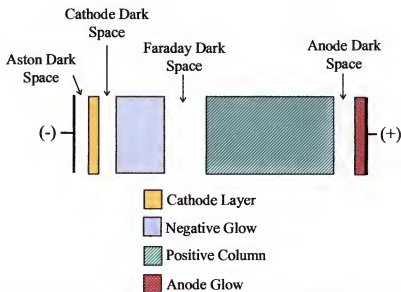 Cathode Dark
Space
Faraday Dark
Space
Anode Dark
Space
Aston Dark
Space
(-)
(+)
Cathode Layer
Negative Glow
Positive Column
Anode Glow